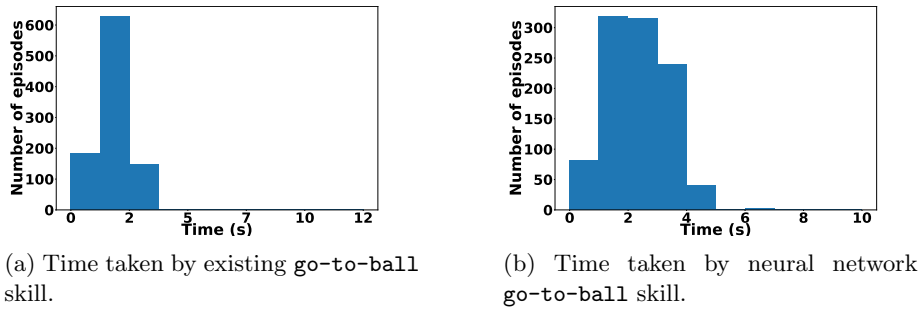 600
500
400
300
200
100
0
Number of episodes
0 2 5 7 10 12
Time (s)
300
250
200
150
100
50
0
Number of episodes
0 2 4 6 8 10
Time (s)
(a) Time taken by existing go-to-ball
skill.
(b) Time taken by neural network
go-to-ball skill.